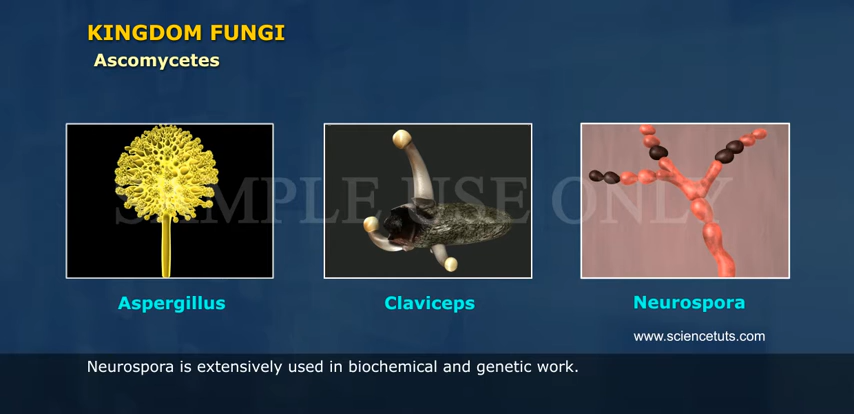 KINGDOM FUNGI
Ascomycetes
SAMPLE USE ONLY
Aspergillus
Claviceps
Neurospora
www.sciencetuts.com
Neurospora is extensively used in biochemical and genetic work.